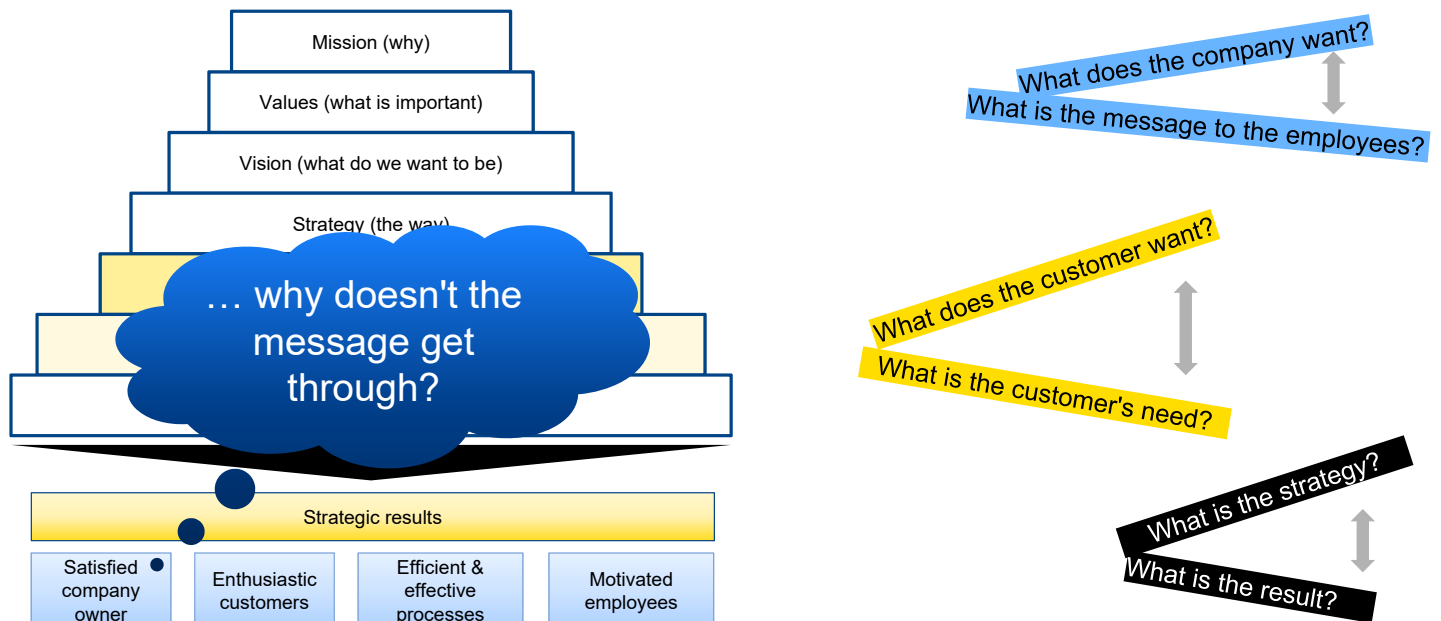 Mission (why)
Values (what is important)
Vision (what do we want to be)
Strategy (the way)
… why doesn't the
message get
through?
Strategic results
Satisfied
company
owner
Enthusiastic
customers
Efficient &
effective
processes
Motivated
employees
What does the company want?
What is the message to the employees?
What does the customer want?
What is the customer's need?
What is the strategy?
What is the result?